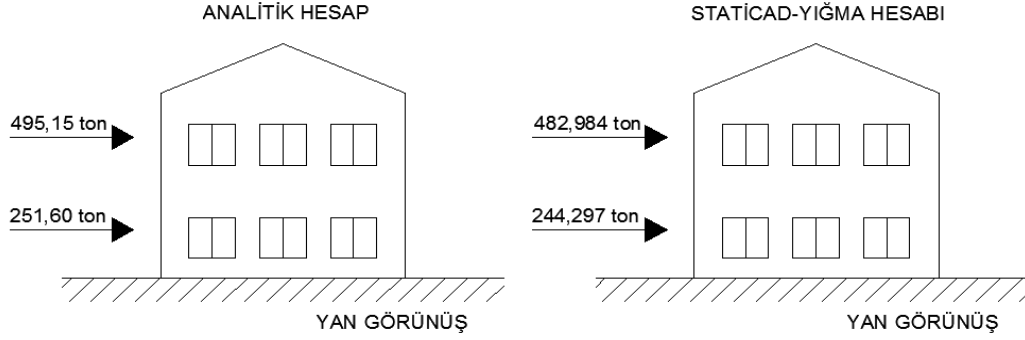 ANALİTİK HESAP
495,15 ton
251,60 ton
YAN GÖRÜNÜŞ
STATİCAD-YIĞMA HESABI
482,984 ton
244,297 ton
YAN GÖRÜNÜŞ